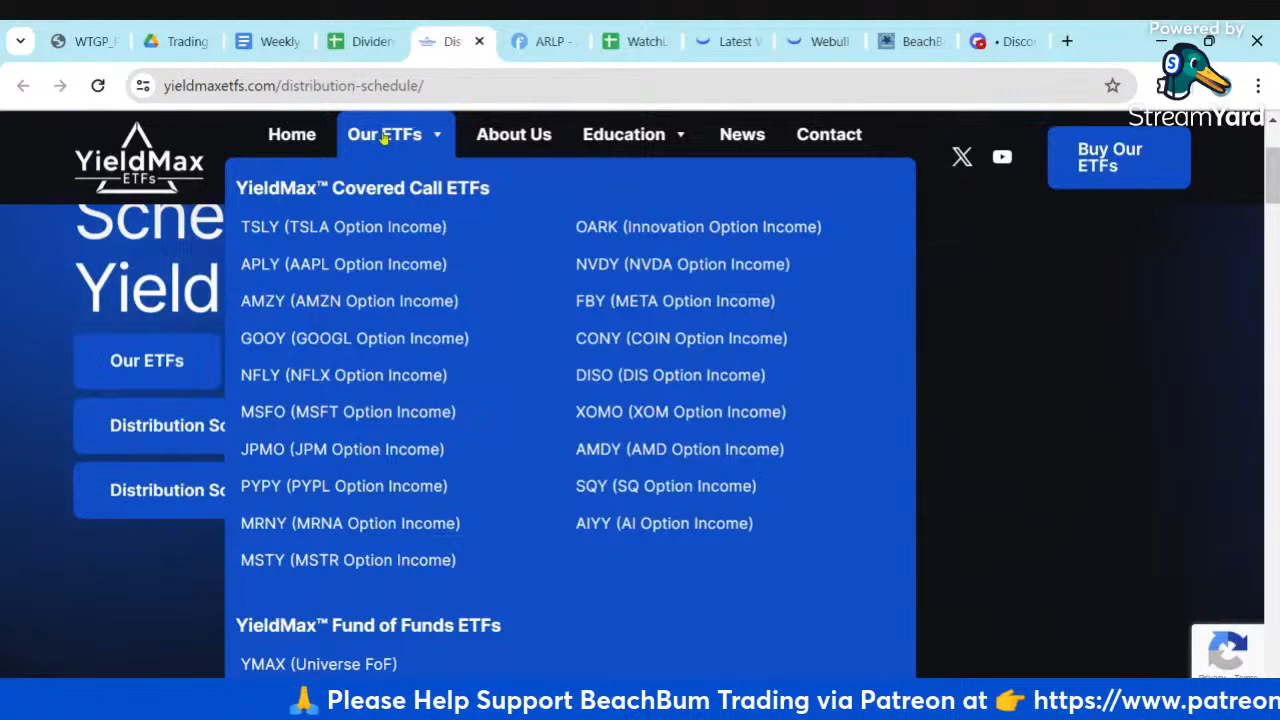 WTGP_F
Trading
Weekly
Dividen
Dis
ARLP -
WatchL
Latest W
Webull
BeachB
• Disco
Powered by
StreamYard
yieldmaxetfs.com/distribution-schedule/
YieldMax
ETFs
Home
Our ETFs
About Us
Education
News
Contact
Buy Our
ETFs
Sche
Yield
Our ETFs
Distribution Sc
Distribution Sc
YieldMax™ Covered Call ETFs
TSLY (TSLA Option Income)
OARK (Innovation Option Income)
APLY (AAPL Option Income)
NVDY (NVDA Option Income)
AMZY (AMZN Option Income)
FBY (META Option Income)
GOOY (GOOGL Option Income)
CONY (COIN Option Income)
NFLY (NFLX Option Income)
DISO (DIS Option Income)
MSFO (MSFT Option Income)
XOMO (XOM Option Income)
JPMO (JPM Option Income)
AMDY (AMD Option Income)
PYPY (PYPL Option Income)
SQY (SQ Option Income)
MRNY (MRNA Option Income)
AIYY (AI Option Income)
MSTY (MSTR Option Income)
YieldMax™ Fund of Funds ETFs
YMAX (Universe FoF)
🙏 Please Help Support BeachBum Trading via Patreon at 👉 https://www.patreon